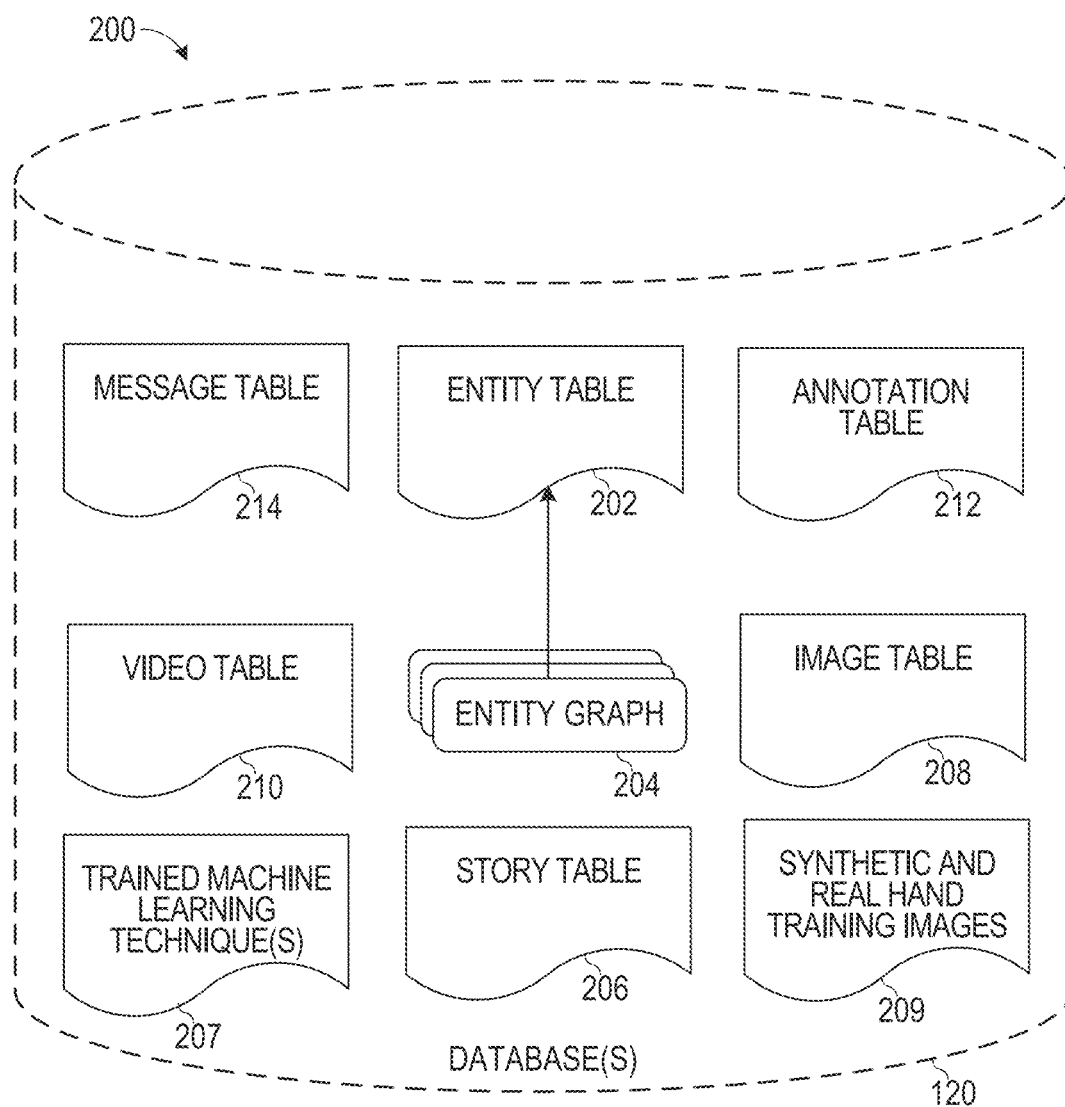 200
MESSAGE TABLE
214
ENTITY TABLE
202
ANNOTATION
TABLE
212
VIDEO TABLE
210
ENTITY GRAPH
204
IMAGE TABLE
208
TRAINED MACHINE
LEARNING
TECHNIQUE(S)
207
STORY TABLE
206
SYNTHETIC AND
REAL HAND
TRAINING IMAGES
209
DATABASE(S)
120